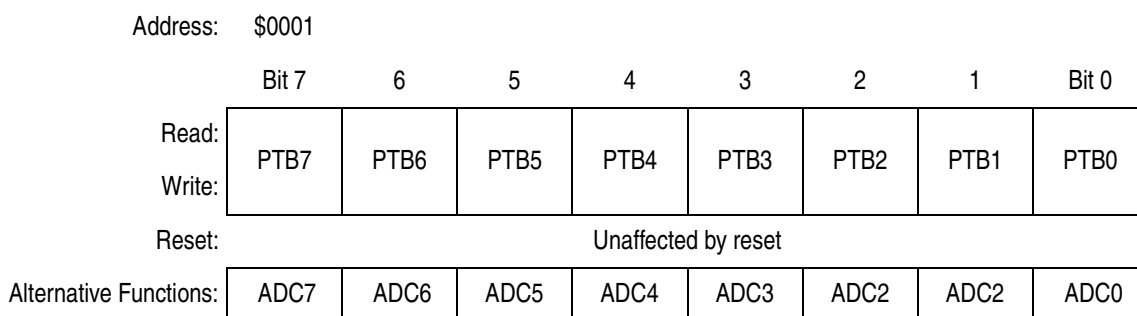 Address: $0001
Bit 7 6 5 4 3 2 1 Bit 0
Read:
PTB7 PTB6 PTB5 PTB4 PTB3 PTB2 PTB1 PTB0
Write:
Reset: Unaffected by reset
Alternative Functions: ADC7 ADC6 ADC5 ADC4 ADC3 ADC2 ADC2 ADC0